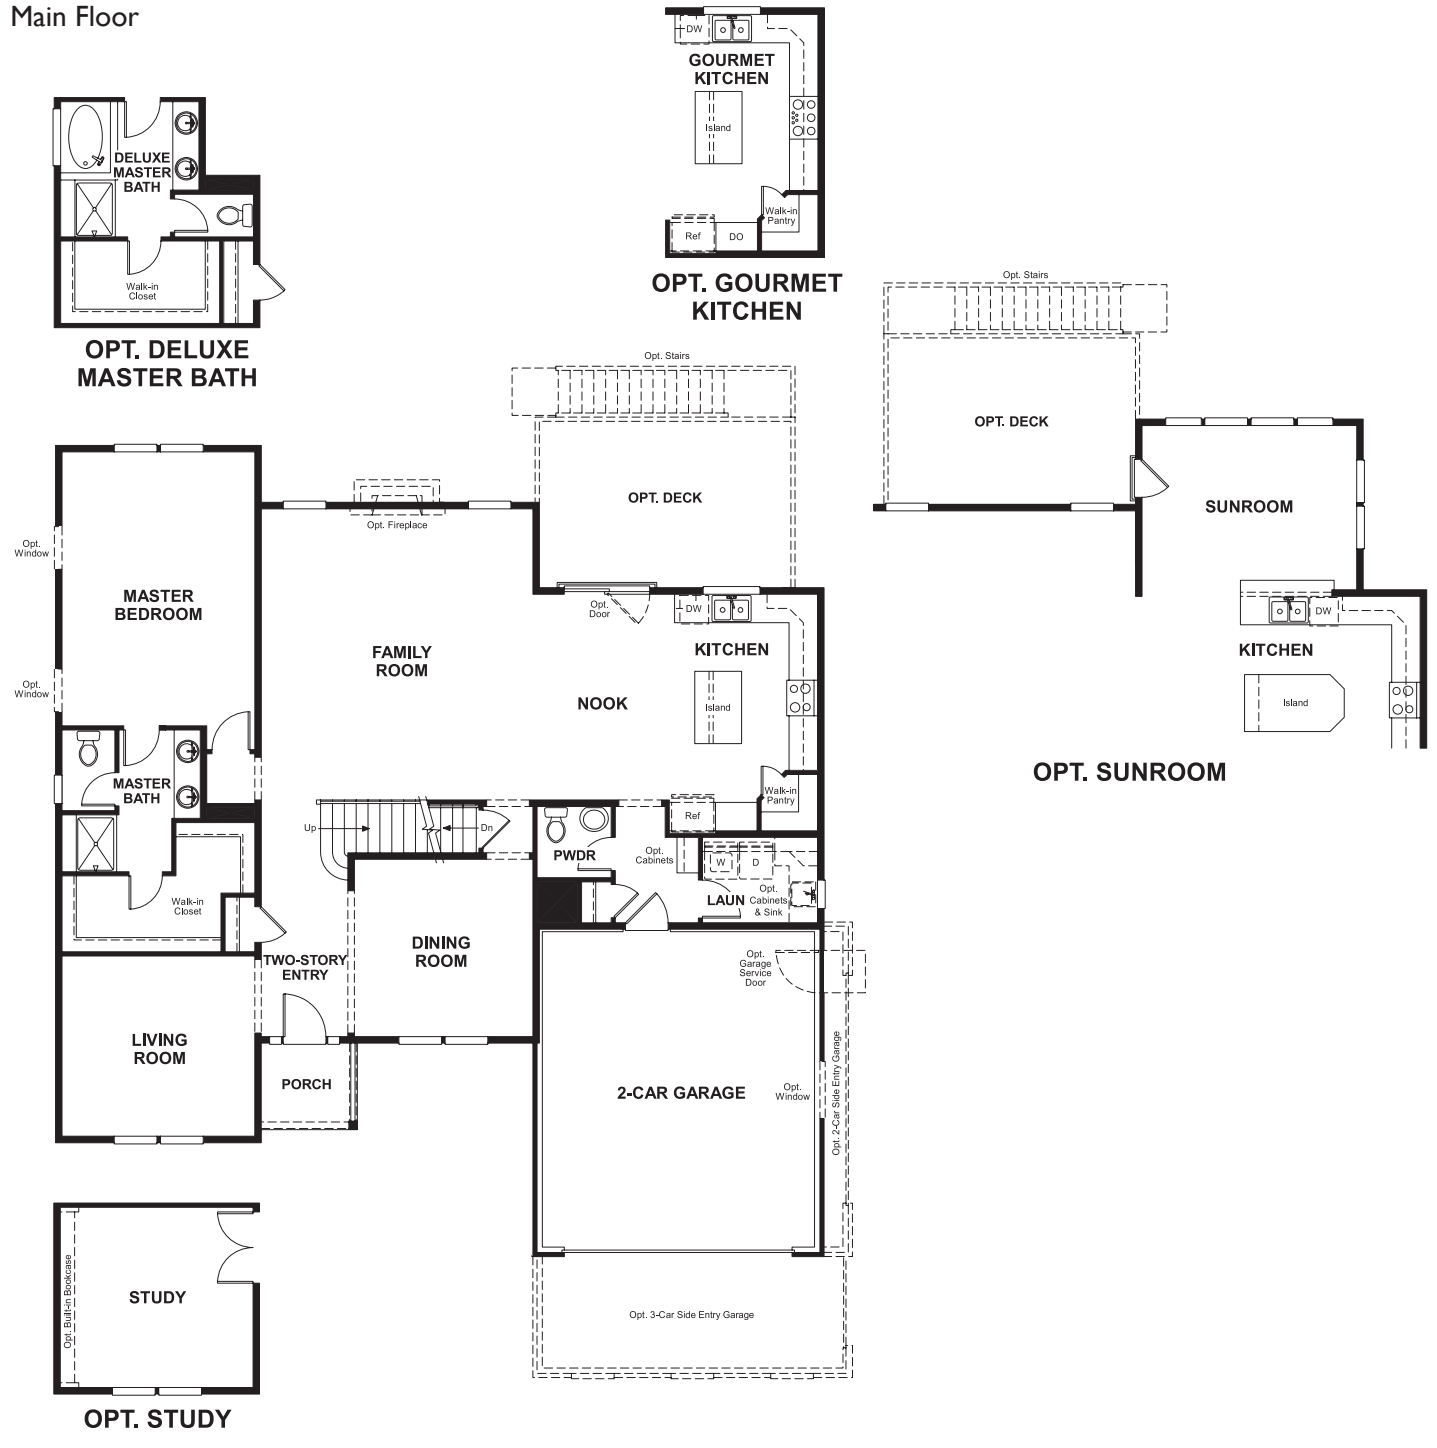 Main Floor
DW
GOURMET
KITCHEN
Island
Walk-in
Pantry
Ref
DO
OPT. GOURMET
KITCHEN
DELUXE
MASTER
BATH
Walk-in
Closet
OPT. DELUXE
MASTER BATH
Opt. Stairs
OPT. DECK
SUNROOM
DW
KITCHEN
Island
OPT. SUNROOM
Opt. Stairs
OPT. DECK
Opt. Fireplace
Opt.
Window
MASTER
BEDROOM
Opt.
Door
DW
FAMILY
ROOM
KITCHEN
Opt.
Window
NOOK
Island
MASTER
BATH
Walk-in
Pantry
Ref
Up
Dn
PWDR
Opt.
Cabinets
W
D
LAUN
Opt.
Cabinets
& Sink
Walk-in
Closet
TWO-STORY
ENTRY
DINING
ROOM
Opt.
Garage
Service
Door
LIVING
ROOM
PORCH
2-CAR GARAGE
Opt.
Window
Opt. 2-Car Side Entry Garage
Opt. 3-Car Side Entry Garage
Opt. Built-in Bookcase
STUDY
OPT. STUDY